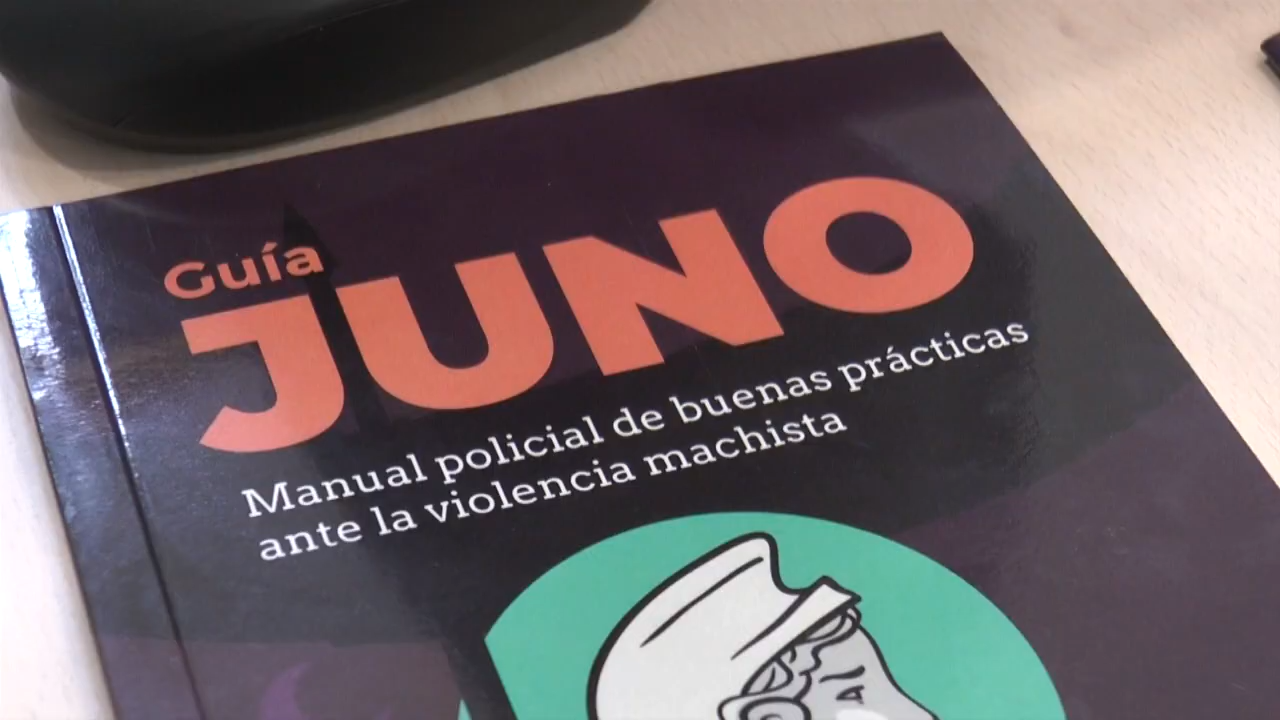 Guía
JUNO
Manual policial de buenas prácticas
ante la violencia machista